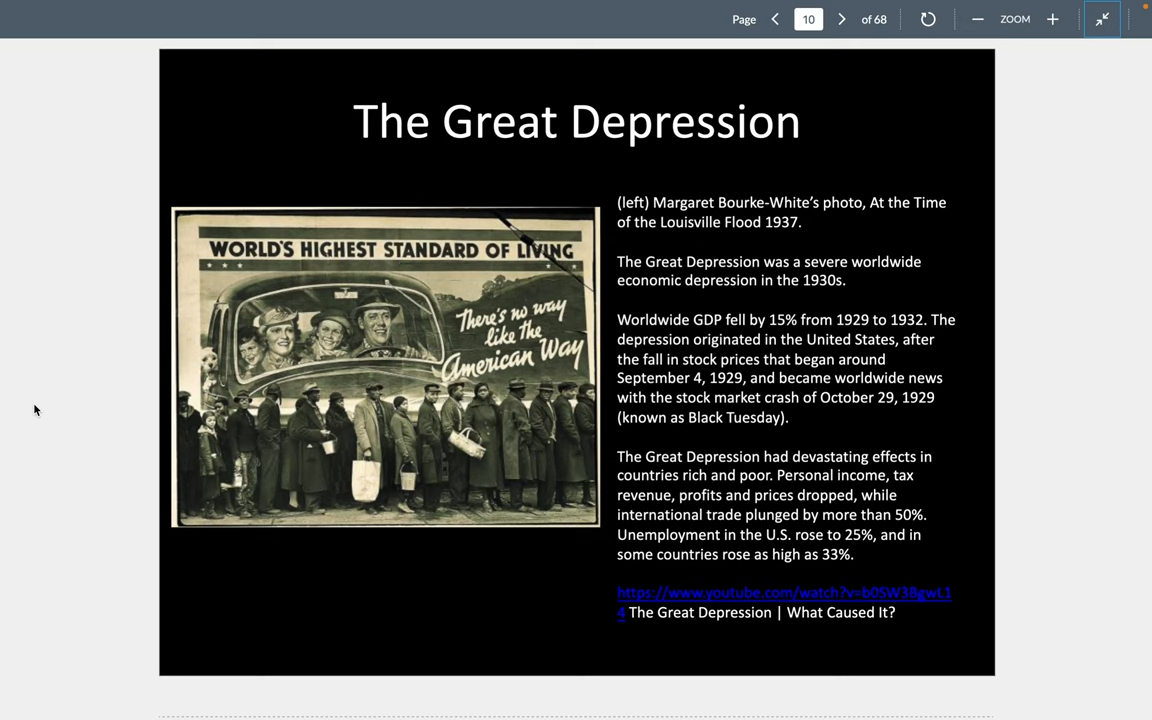 Page 10 of 68 ZOOM
The Great Depression
WORLD'S HIGHEST STANDARD OF LIVING
There's no way
like the
American Way
(left) Margaret Bourke-White’s photo, At the Time
of the Louisville Flood 1937.
The Great Depression was a severe worldwide
economic depression in the 1930s.
Worldwide GDP fell by 15% from 1929 to 1932. The
depression originated in the United States, after
the fall in stock prices that began around
September 4, 1929, and became worldwide news
with the stock market crash of October 29, 1929
(known as Black Tuesday).
The Great Depression had devastating effects in
countries rich and poor. Personal income, tax
revenue, profits and prices dropped, while
international trade plunged by more than 50%.
Unemployment in the U.S. rose to 25%, and in
some countries rose as high as 33%.
https://www.youtube.com/watch?v=b0SW3BgwL1
4 The Great Depression | What Caused It?